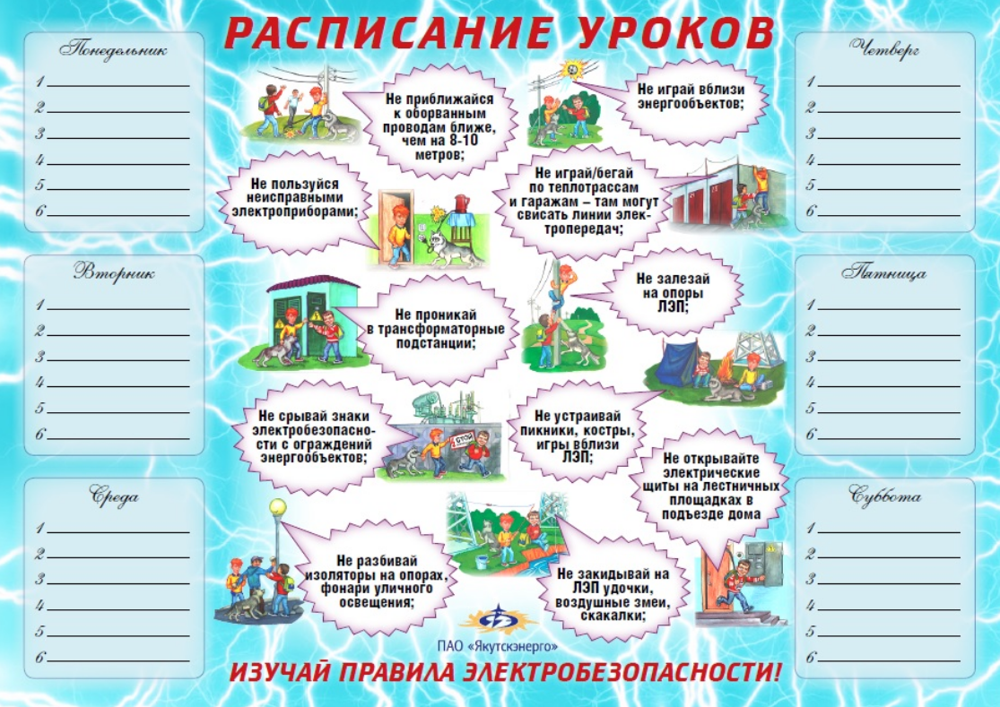 РАСПИСАНИЕ УРОКОВ
Понедельник
1
2
3
4
5
6
Вторник
1
2
3
4
5
6
Среда
1
2
3
4
5
6
Не приближайся
к оборванным
проводам ближе,
чем на 8-10
метров;
Не играй вблизи
энергообъектов;
Не пользуйся
неисправными
электроприборами;
Не играй/бегай
по теплотрассам
и гаражам – там могут
свисать линии элек-
тропередач;
Не проникай
в трансформаторные
подстанции;
Не залезай
на опоры
ЛЭП;
Не срывай знаки
электробезопасно-
сти с ограждений
энергообъектов;
СТОЙ
Не устраивай
пикники, костры,
игры вблизи
ЛЭП;
Не открывайте
электрические
щиты на лестничных
площадках в
подъезде дома
Не разбивай
изоляторы на опорах,
фонари уличного
освещения;
Не закидывай на
ЛЭП удочки,
воздушные змеи,
скакалки;
ПАО «Якутскэнерго»
ИЗУЧАЙ ПРАВИЛА ЭЛЕКТРОБЕЗОПАСНОСТИ!
Четверг
1
2
3
4
5
6
Пятница
1
2
3
4
5
6
Суббота
1
2
3
4
5
6